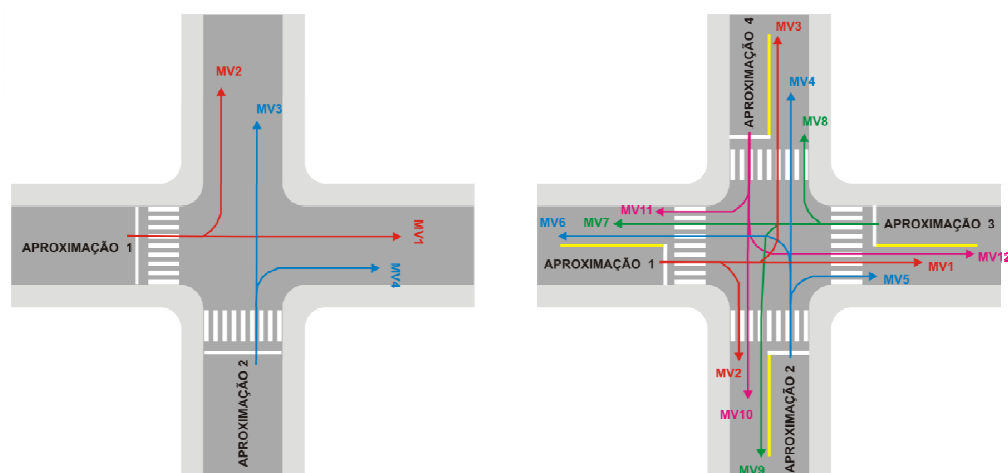 MV2
MV3
MV1
APROXIMAÇÃO 1
MV4
APROXIMAÇÃO 2
APROXIMAÇÃO 4
MV3
MV4
MV8
MV11
MV6
MV7
APROXIMAÇÃO 3
APROXIMAÇÃO 1
MV1
MV12
MV5
MV2
MV10
APROXIMAÇÃO 2
MV9